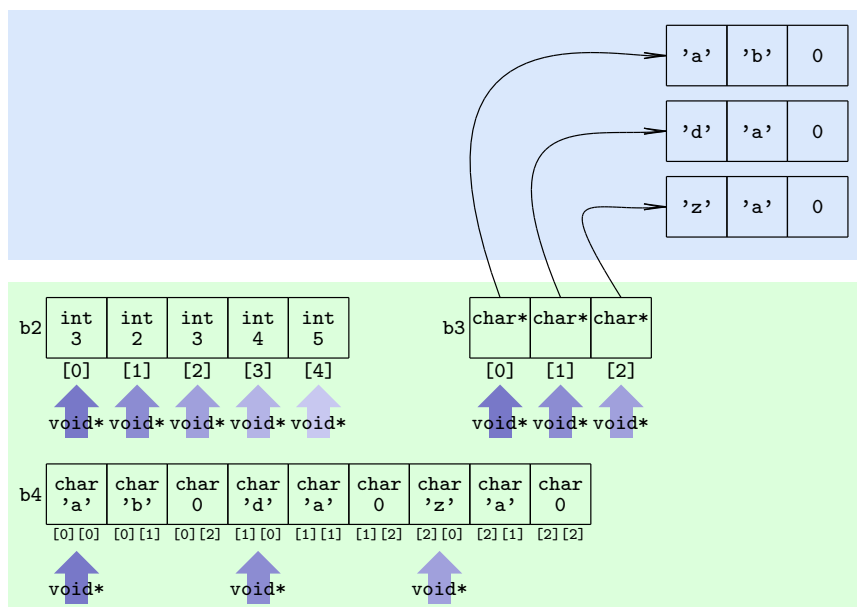 ’a’ ’b’ 0
’d’ ’a’ 0
’z’ ’a’ 0
b2 int int int int int b3 char* char* char*
3 2 3 4 5
[0] [1] [2] [3] [4] [0] [1] [2]
void* void* void* void* void* void* void* void*
b4 char char char char char char char char char
’a’ ’b’ 0 ’d’ ’a’ 0 ’z’ ’a’ 0
[0][0] [0][1] [0][2] [1][0] [1][1] [1][2] [2][0] [2][1] [2][2]
void* void* void*